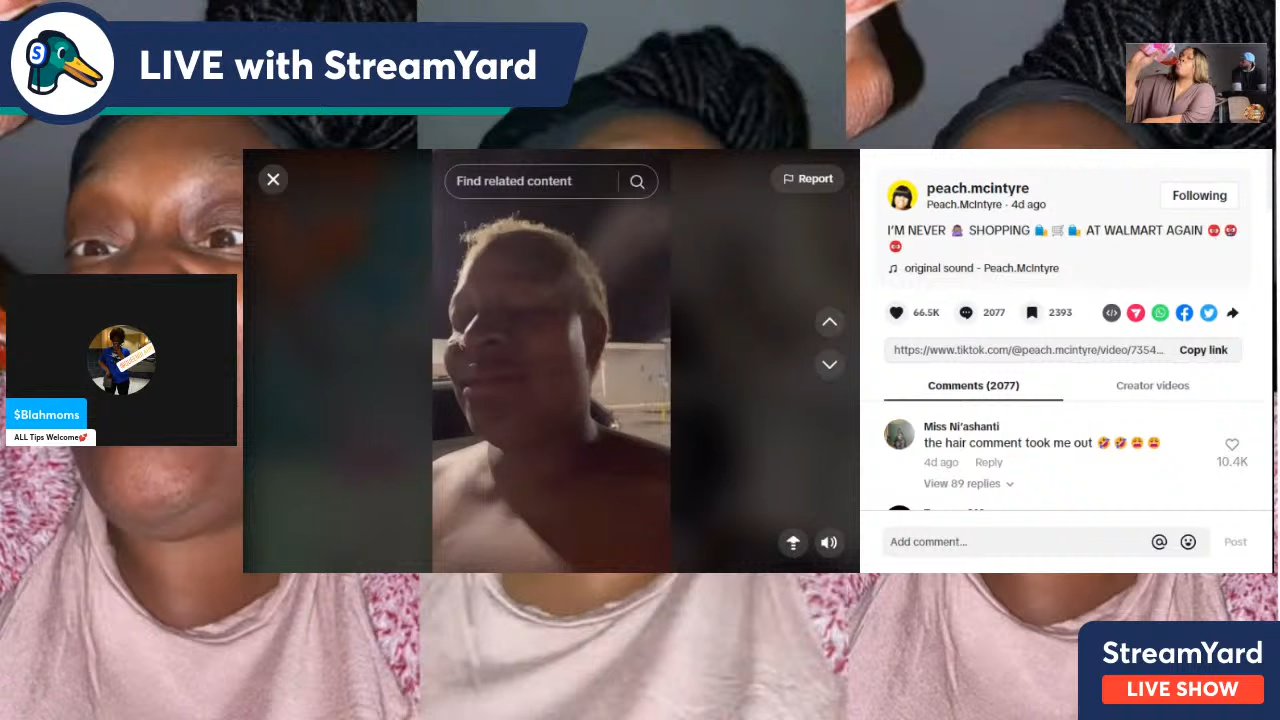 LIVE with StreamYard
Find related content
Report
peach.mcintyre
Peach.McIntyre · 4d ago
Following
I'M NEVER 🤷🏽‍♀️ SHOPPING 🛍️ 🛒 🛍️ AT WALMART AGAIN
original sound - Peach.McIntyre
66.5K
2077
2393
https://www.tiktok.com/@peach.mcintyre/video/7354...
Copy link
Comments (2077)
Creator videos
Miss Ni'ashanti
the hair comment took me out 🤣 🤣 😩 😩
4d ago
Reply
10.4K
View 89 replies
Add comment...
Post
$Blahmoms
ALL Tips Welcome💕
StreamYard
LIVE SHOW